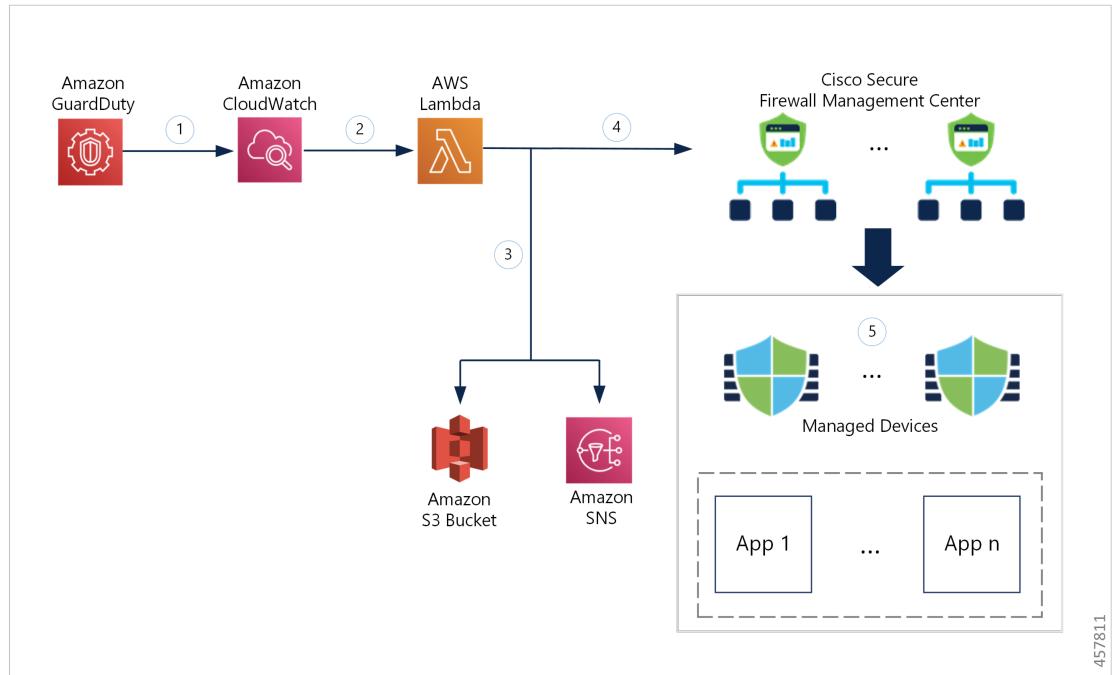 Amazon
GuardDuty
Amazon
CloudWatch
AWS
Lambda
Cisco Secure
Firewall Management Center
1
2
4
...
3
5
...
Managed Devices
Amazon
S3 Bucket
Amazon
SNS
App 1
...
App n
457811